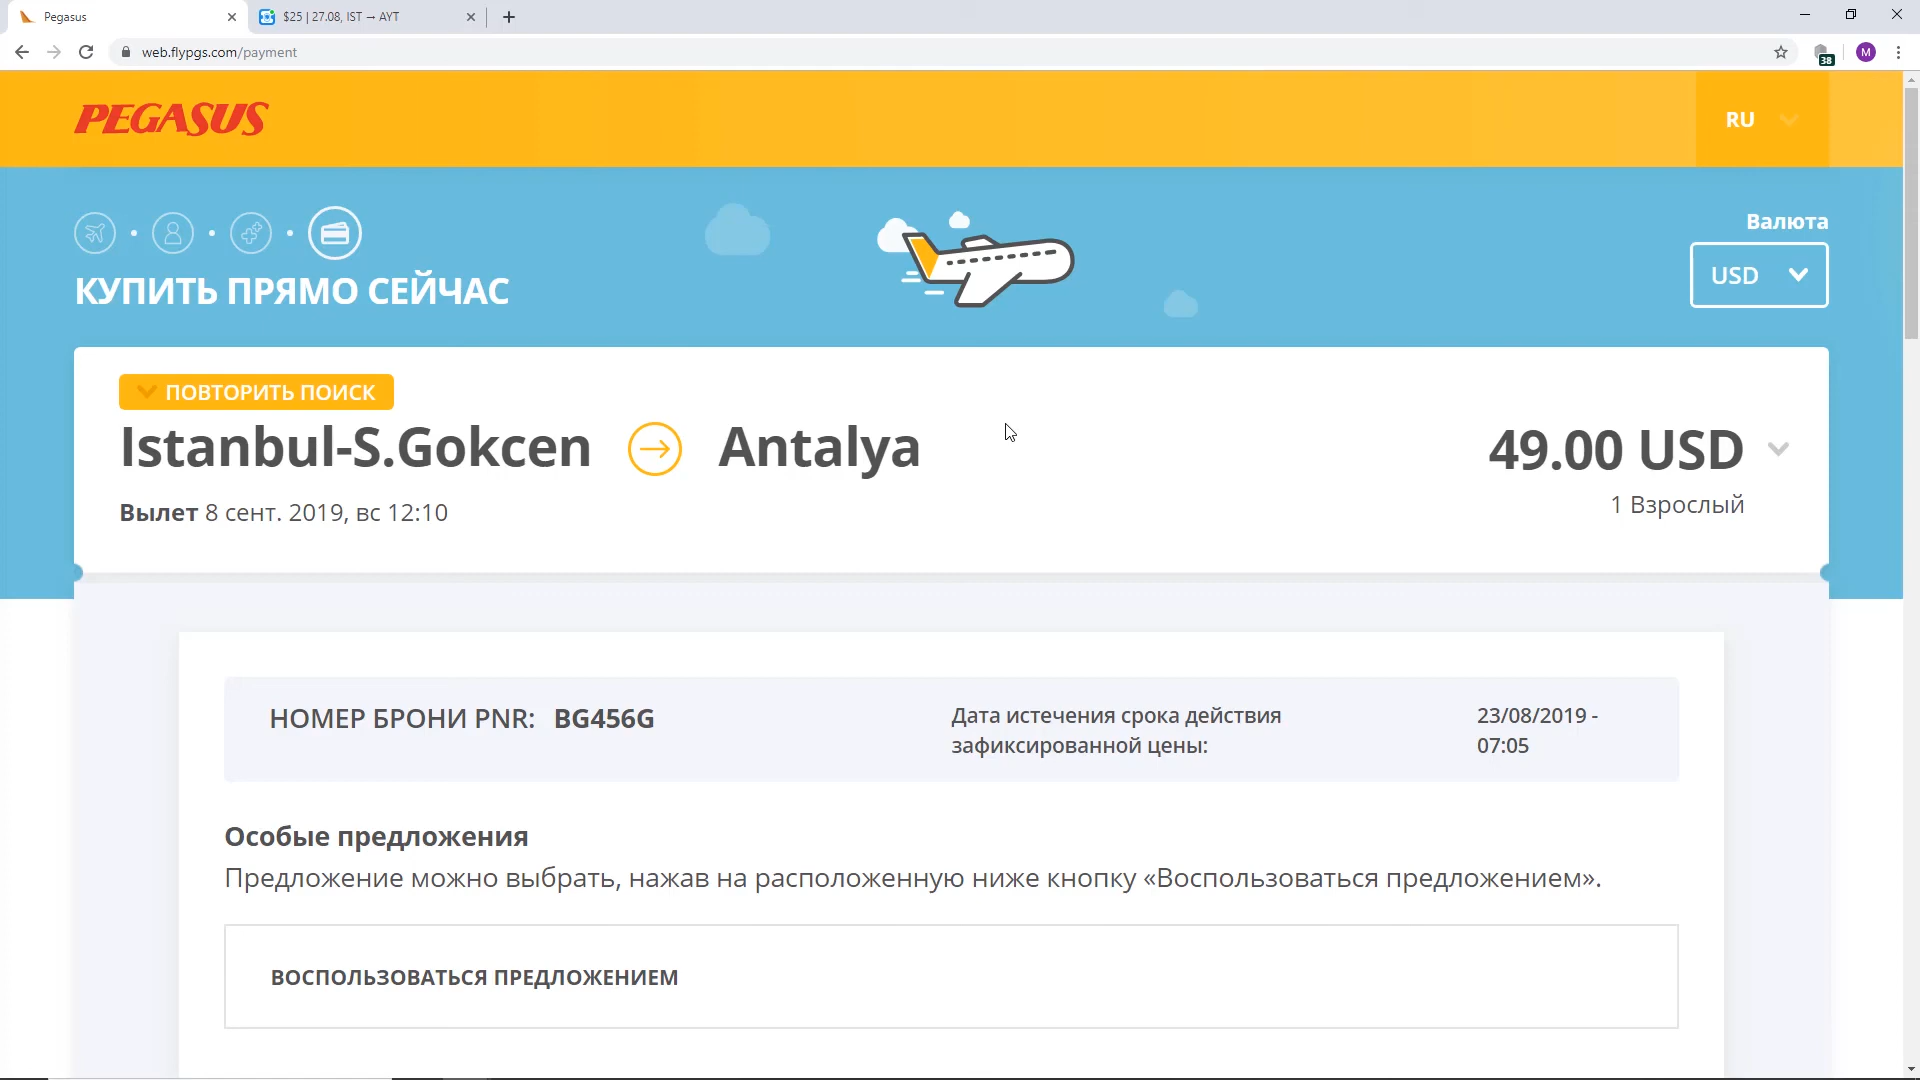 Pegasus
$25 | 27.08, IST → AYT
web.flypgs.com/payment
38
M
PEGASUS
RU
Валюта
USD
КУПИТЬ ПРЯМО СЕЙЧАС
ПОВТОРИТЬ ПОИСК
Istanbul-S.Gokcen Antalya
49.00 USD
Вылет 8 сент. 2019, вс 12:10
1 Взрослый
НОМЕР БРОНИ PNR: BG456G
Дата истечения срока действия
зафиксированной цены:
23/08/2019 -
07:05
Особые предложения
Предложение можно выбрать, нажав на расположенную ниже кнопку «Воспользоваться предложением».
ВОСПОЛЬЗОВАТЬСЯ ПРЕДЛОЖЕНИЕМ